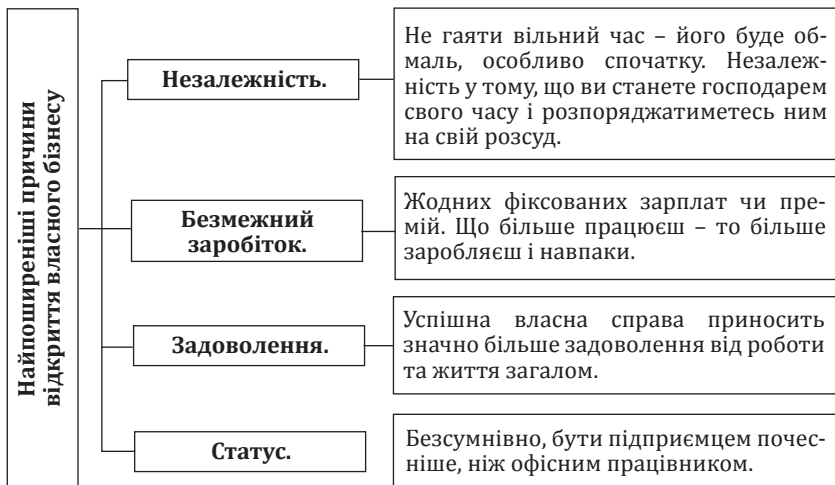 Найпоширеніші причини
відкриття власного бізнесу
Незалежність.
Не гаяти вільний час – його буде об-
маль, особливо спочатку. Незалеж-
ність у тому, що ви станете господарем
свого часу і розпоряджатиметесь ним
на свій розсуд.
Безмежний
заробіток.
Жодних фіксованих зарплат чи пре-
мій. Що більше працюєш – то більше
заробляєш і навпаки.
Задоволення.
Успішна власна справа приносить
значно більше задоволення від роботи
та життя загалом.
Статус.
Безсумнівно, бути підприємцем почес-
ніше, ніж офісним працівником.